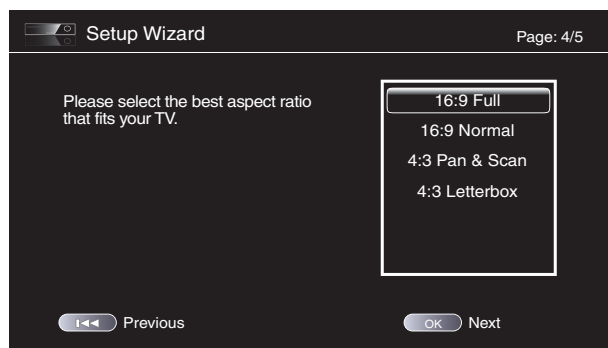 Setup Wizard
Page: 4/5
Please select the best aspect ratio
that fits your TV.
16:9 Full
16:9 Normal
4:3 Pan & Scan
4:3 Letterbox
Previous
OK Next